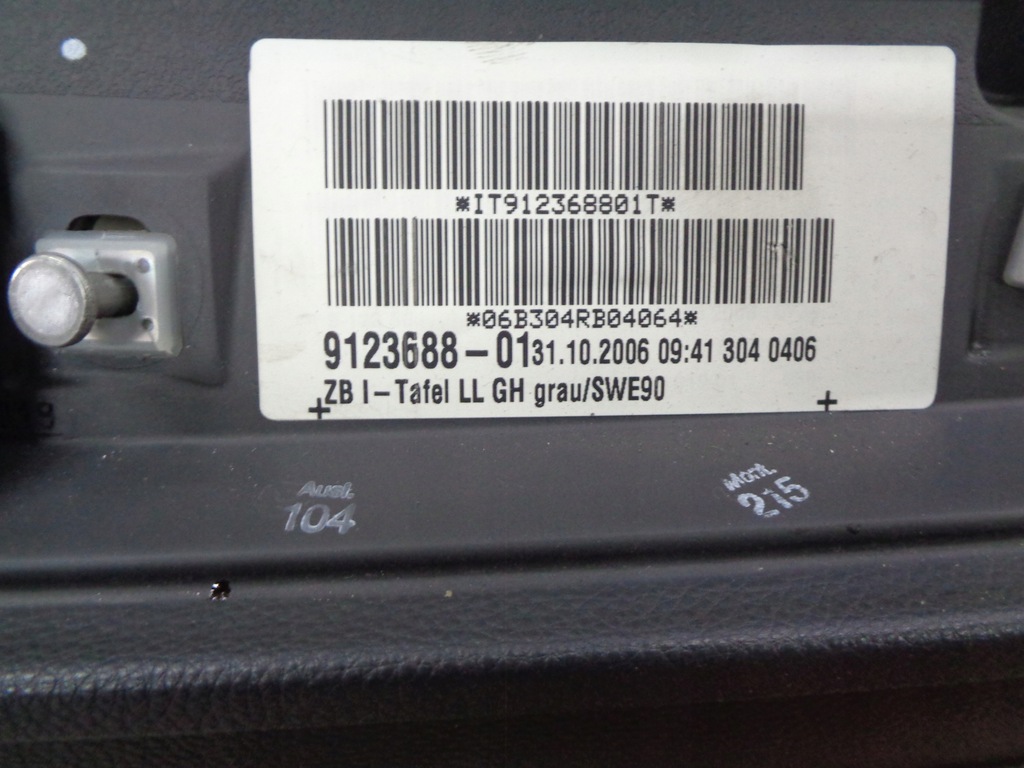 *IT912368801T*
*06B304RB04064*
9123688-01 31.10.2006 09:41 304 0406
ZB I-Tafel LL GH grau/SWE90
Aust.
104
Mont.
215